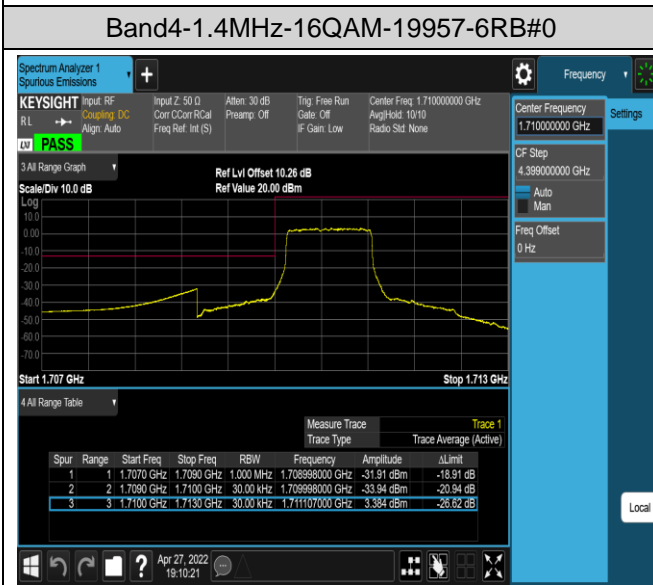 Band4-1.4MHz-16QAM-19957-6RB#0
Spectrum Analyzer 1
Spurious Emissions
+
Frequency
KEYSIGHT
RL
Input: RF
Coupling: DC
Align: Auto
Input Z: 50 Ω
Corr CCorr RCal
Freq Ref: Int (S)
Atten: 30 dB
Preamp: Off
Trig: Free Run
Gate: Off
IF Gain: Low
Center Freq: 1.710000000 GHz
Avg|Hold: 10/10
Radio Std: None
LXI PASS
Center Frequency
1.710000000 GHz
Settings
CF Step
4.399000000 GHz
Auto
Man
Freq Offset
0 Hz
3 All Range Graph
Ref Lvl Offset 10.26 dB
Scale/Div 10.0 dB
Ref Value 20.00 dBm
Log
10.0
0.00
-10.0
-20.0
-30.0
-40.0
-50.0
-60.0
-70.0
Start 1.707 GHz
Stop 1.713 GHz
4 All Range Table
Measure Trace Trace 1
Trace Type Trace Average (Active)
Spur Range Start Freq Stop Freq RBW Frequency Amplitude ΔLimit
1 1 1.7070 GHz 1.7090 GHz 1.000 MHz 1.708998000 GHz -31.91 dBm -18.91 dB
2 2 1.7090 GHz 1.7100 GHz 30.00 kHz 1.709998000 GHz -33.94 dBm -20.94 dB
3 3 1.7100 GHz 1.7130 GHz 30.00 kHz 1.711107000 GHz 3.384 dBm -26.62 dB
Local
?
Apr 27, 2022
19:10:21